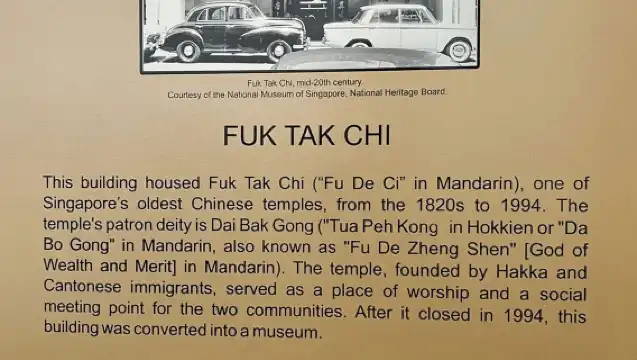 Fuk Tak Chi, mid-20th century.
Courtesy of the National Museum of Singapore, National Heritage Board.
FUK TAK CHI
This building housed Fuk Tak Chi (“Fu De Ci” in Mandarin), one of
Singapore's oldest Chinese temples, from the 1820s to 1994. The
temple's patron deity is Dai Bak Gong ("Tua Peh Kong in Hokkien or "Da
Bo Gong" in Mandarin, also known as "Fu De Zheng Shen" [God of
Wealth and Merit] in Mandarin). The temple, founded by Hakka and
Cantonese immigrants, served as a place of worship and a social
meeting point for the two communities. After it closed in 1994, this
building was converted into a museum.